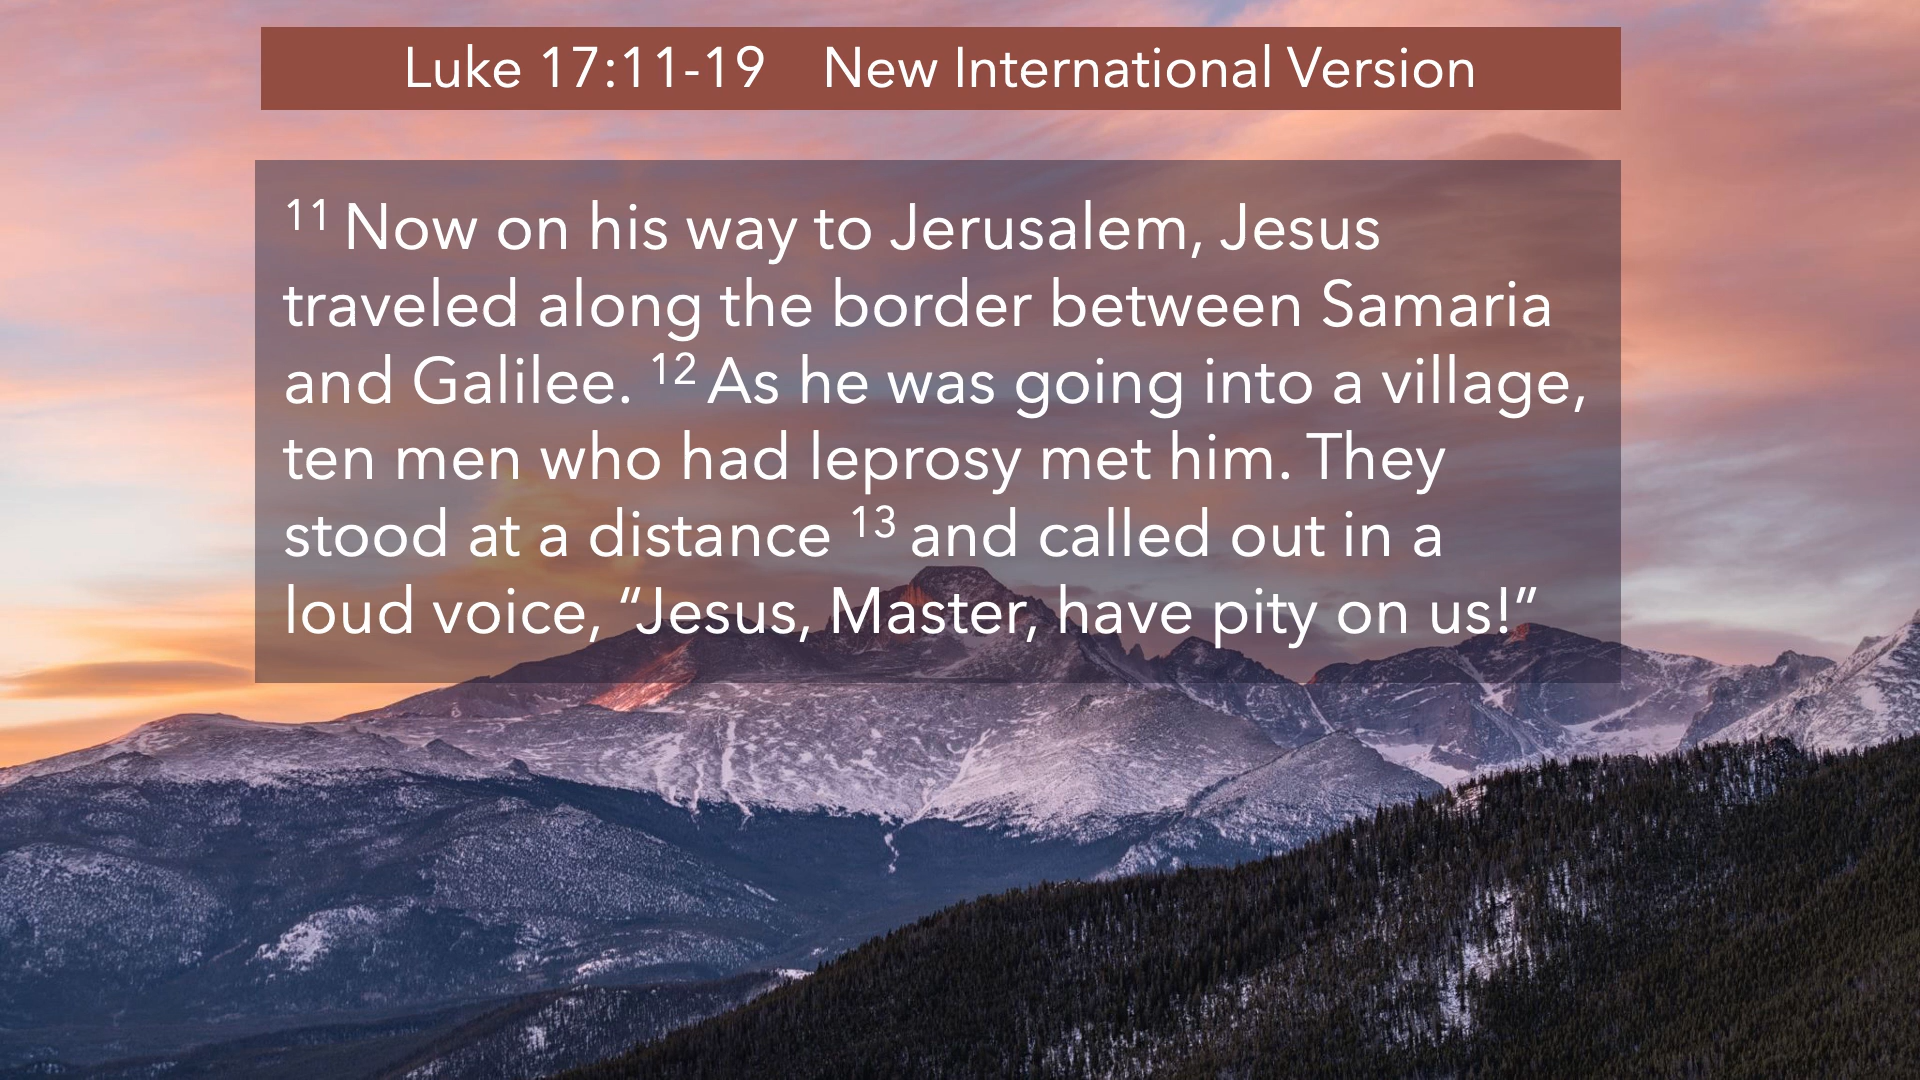 Luke 17:11-19 New International Version
11 Now on his way to Jerusalem, Jesus
traveled along the border between Samaria
and Galilee. 12 As he was going into a village,
ten men who had leprosy met him. They
stood at a distance 13 and called out in a
loud voice, “Jesus, Master, have pity on us!”